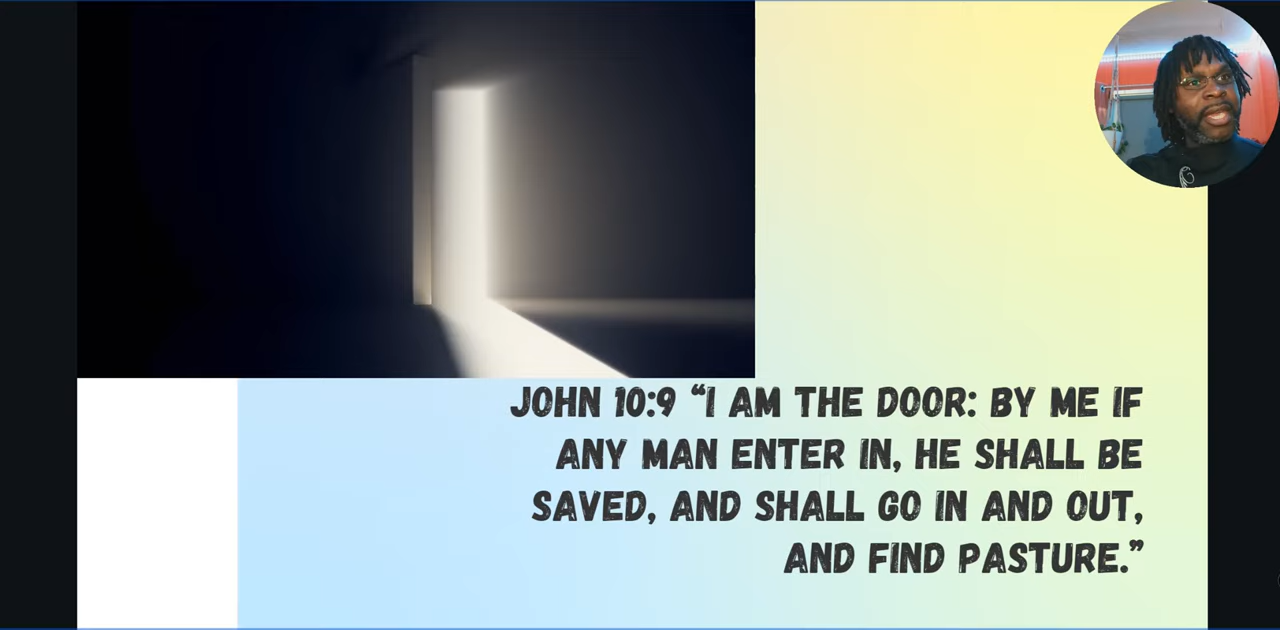 JOHN 10:9 “I AM THE DOOR: BY ME IF
ANY MAN ENTER IN, HE SHALL BE
SAVED, AND SHALL GO IN AND OUT,
AND FIND PASTURE.”